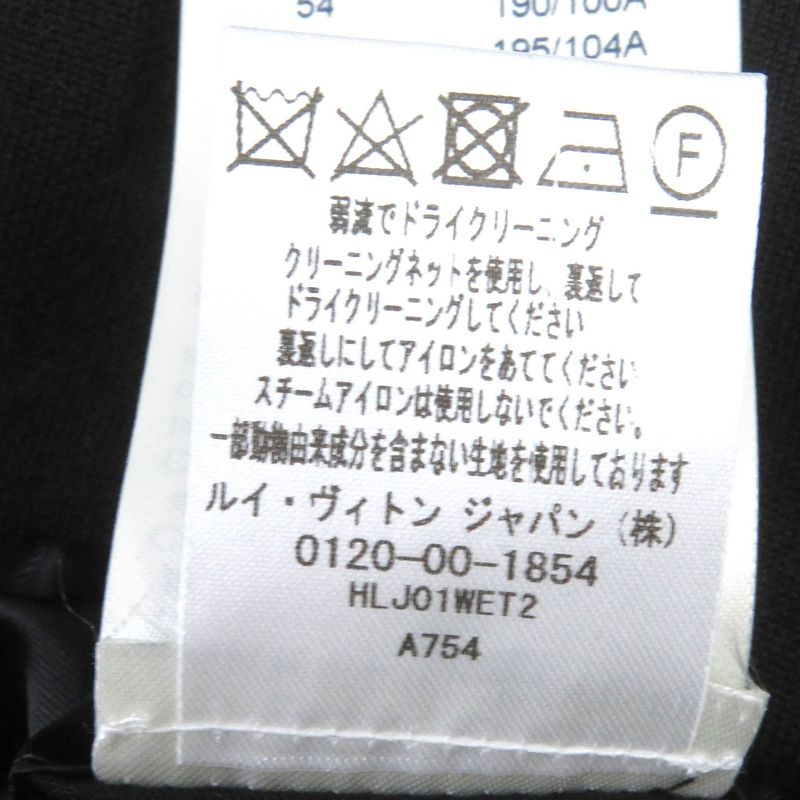 54 190/100A
195/104A
F
弱流でドライクリーニング
クリーニングネットを使用し、裏返して
ドライクリーニングしてください
裏返しにしてアイロンをあててください
スチームアイロンは使用しないでください。
一部動物由来成分を含まない生地を使用しております
ルイ・ヴィトン ジャパン (株)
0120-00-1854
HLJ01WET2
A754